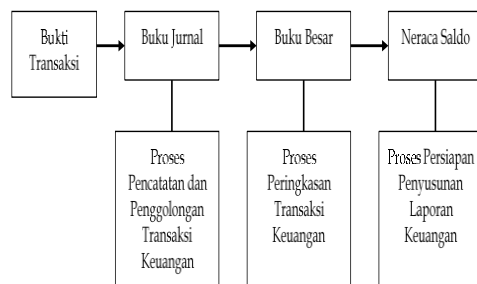 Bukti
Transaksi
Buku Jurnal
Buku Besar
Neraca Saldo
Proses
Pencatatan dan
Penggolongan
Transaksi
Keuangan
Proses
Peringkasan
Transaksi
Keuangan
Proses Persiapan
Penyusunan
Laporan
Keuangan